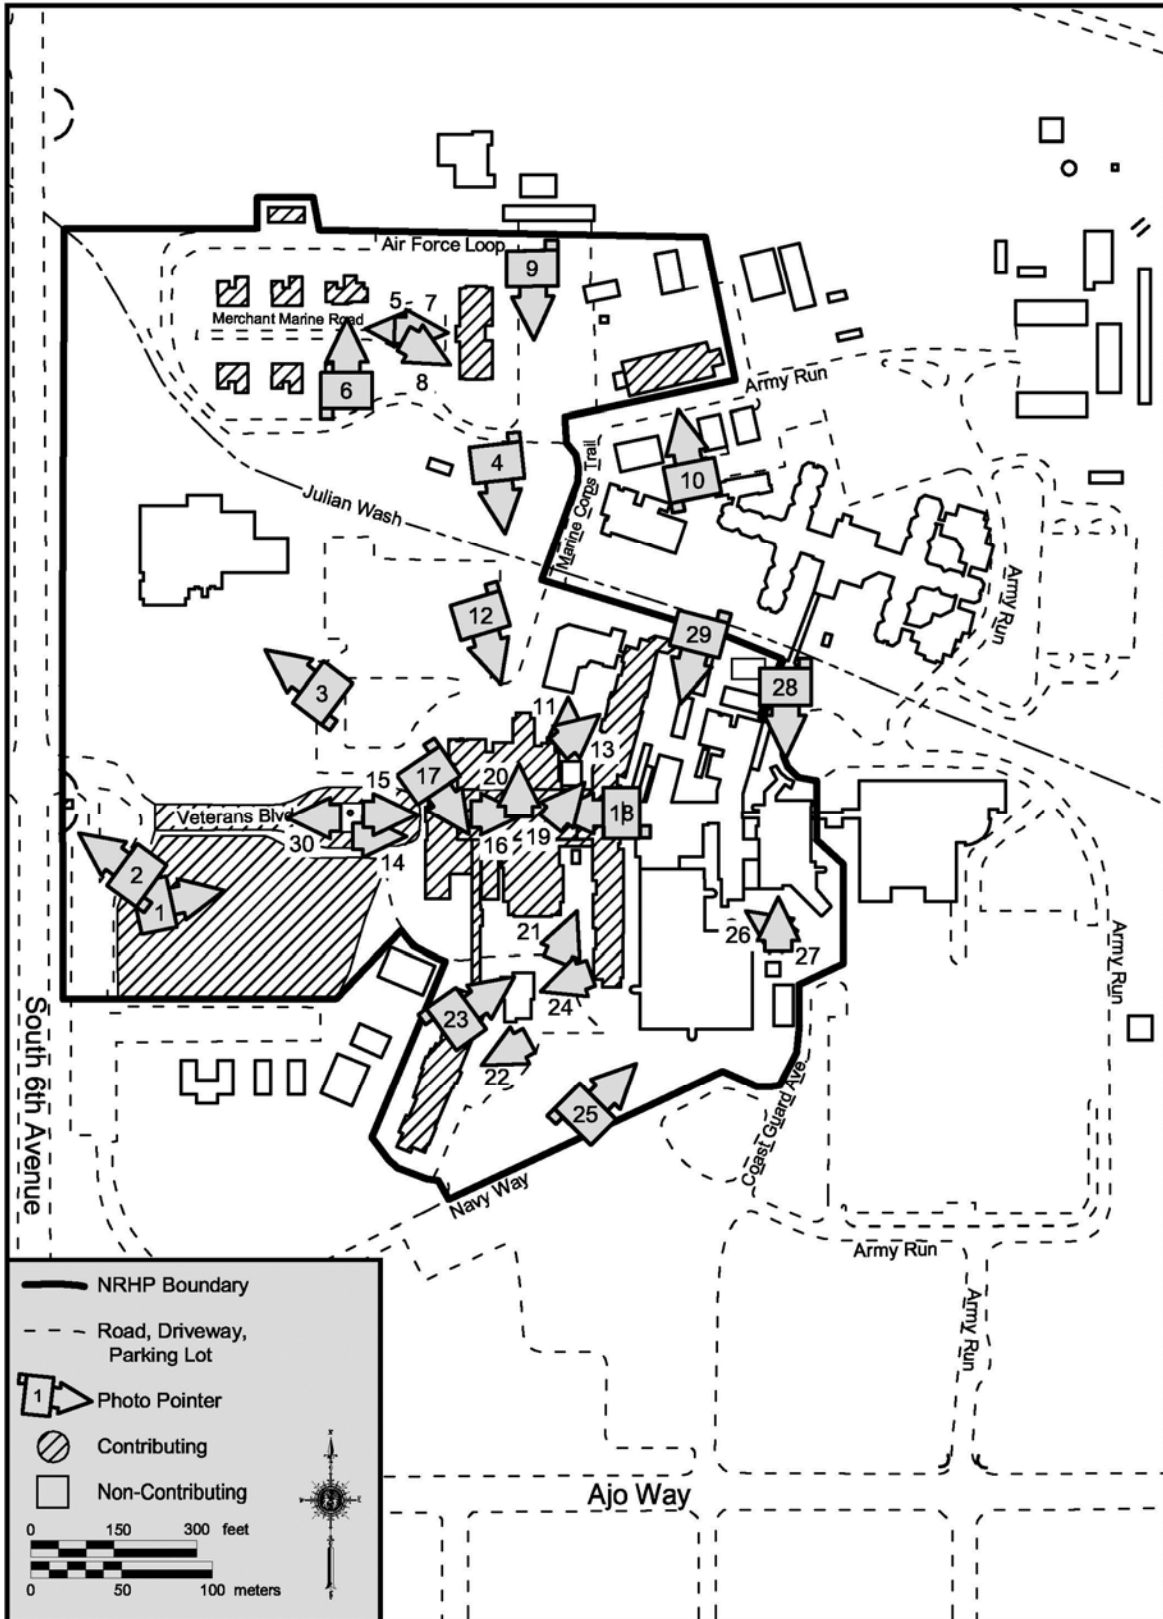 Air Force Loop
9
5
7
Merchant Marine Road
8
6
Army Run
4
10
Marine Corps Trail
Julian Wash
Army Run
12
29
3
28
11
13
17
20
15
Veterans Blvd
18
30
14
16
19
2
1
21
26
27
Army Run
24
23
South 6th Avenue
22
25
Coast Guard Ave.
Navy Way
Army Run
Army Run
NRHP Boundary
Road, Driveway,
Parking Lot
1
Photo Pointer
Contributing
Non-Contributing
0 150 300 feet
0 50 100 meters
Ajo Way